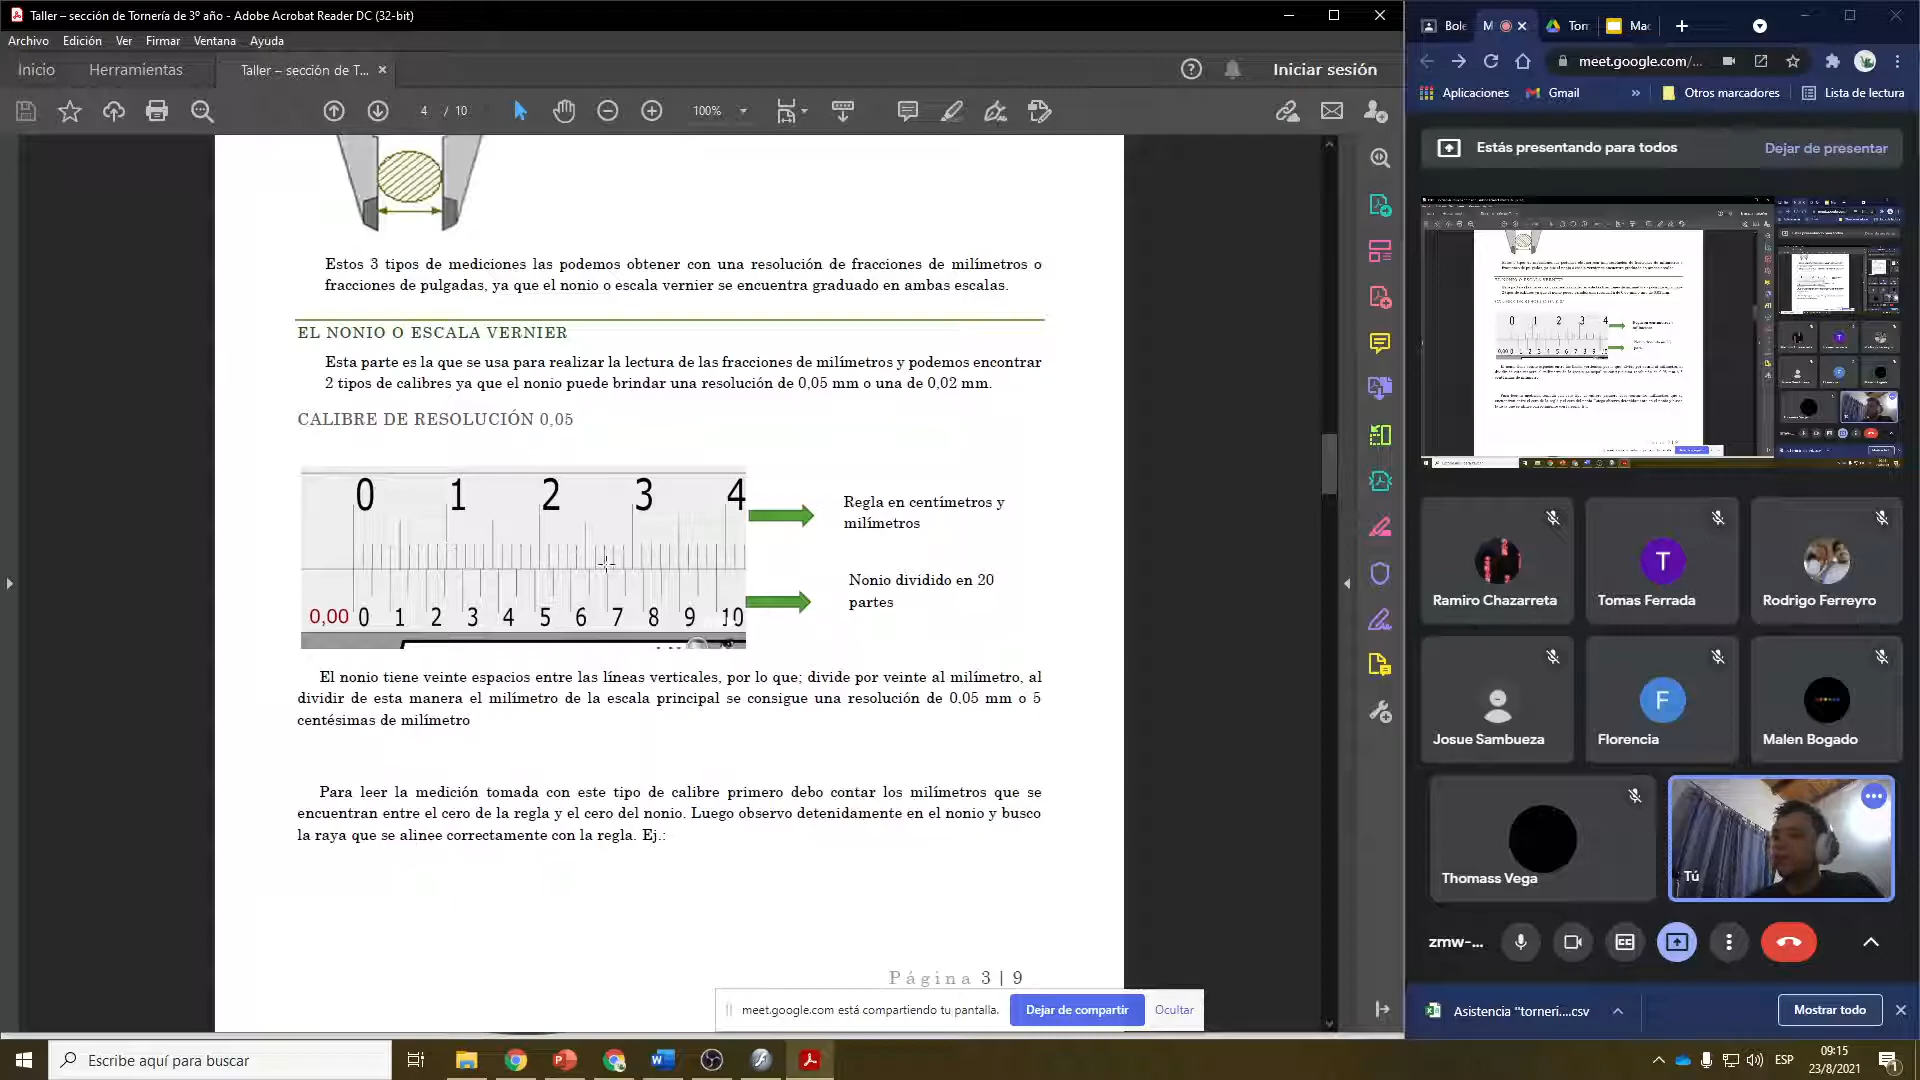 Taller – sección de Tornería de 3º año - Adobe Acrobat Reader DC (32-bit)
Archivo Edición Ver Firmar Ventana Ayuda
Inicio Herramientas Taller – sección de T... Iniciar sesión
4 / 10 100%
Estos 3 tipos de mediciones las podemos obtener con una resolución de fracciones de milímetros o
fracciones de pulgadas, ya que el nonio o escala vernier se encuentra graduado en ambas escalas.
EL NONIO O ESCALA VERNIER
Esta parte es la que se usa para realizar la lectura de las fracciones de milímetros y podemos encontrar
2 tipos de calibres ya que el nonio puede brindar una resolución de 0,05 mm o una de 0,02 mm.
CALIBRE DE RESOLUCIÓN 0,05
0 1 2 3 4
Regla en centímetros y
milímetros
Nonio dividido en 20
partes
0,00 0 1 2 3 4 5 6 7 8 9 10
El nonio tiene veinte espacios entre las líneas verticales, por lo que; divide por veinte al milímetro, al
dividir de esta manera el milímetro de la escala principal se consigue una resolución de 0,05 mm o 5
centésimas de milímetro
Para leer la medición tomada con este tipo de calibre primero debo contar los milímetros que se
encuentran entre el cero de la regla y el cero del nonio. Luego observo detenidamente en el nonio y busco
la raya que se alinee correctamente con la regla. Ej.:
Página 3 | 9
meet.google.com está compartiendo tu pantalla. Dejar de compartir Ocultar
Bole M Torr Mac
meet.google.com/...
Aplicaciones Gmail » Otros marcadores Lista de lectura
Estás presentando para todos Dejar de presentar
Ramiro Chazarreta
T
Tomas Ferrada
Rodrigo Ferreyro
Josue Sambueza
F
Florencia
Malen Bogado
Thomass Vega
Tú
zmw-...
Asistencia "torneri....csv Mostrar todo
Escribe aquí para buscar
ESP
09:15
23/8/2021
1